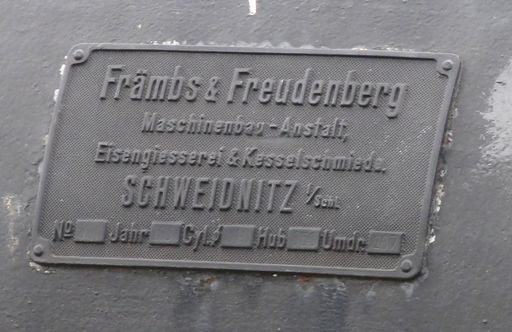 Främbs & Freudenberg
Maschinenbau-Anstalt,
Eisengiesserei & Kesselschmiede.
SCHWEIDNITZ i/Schl.
No Jahr Cyl. Hub Umdr.